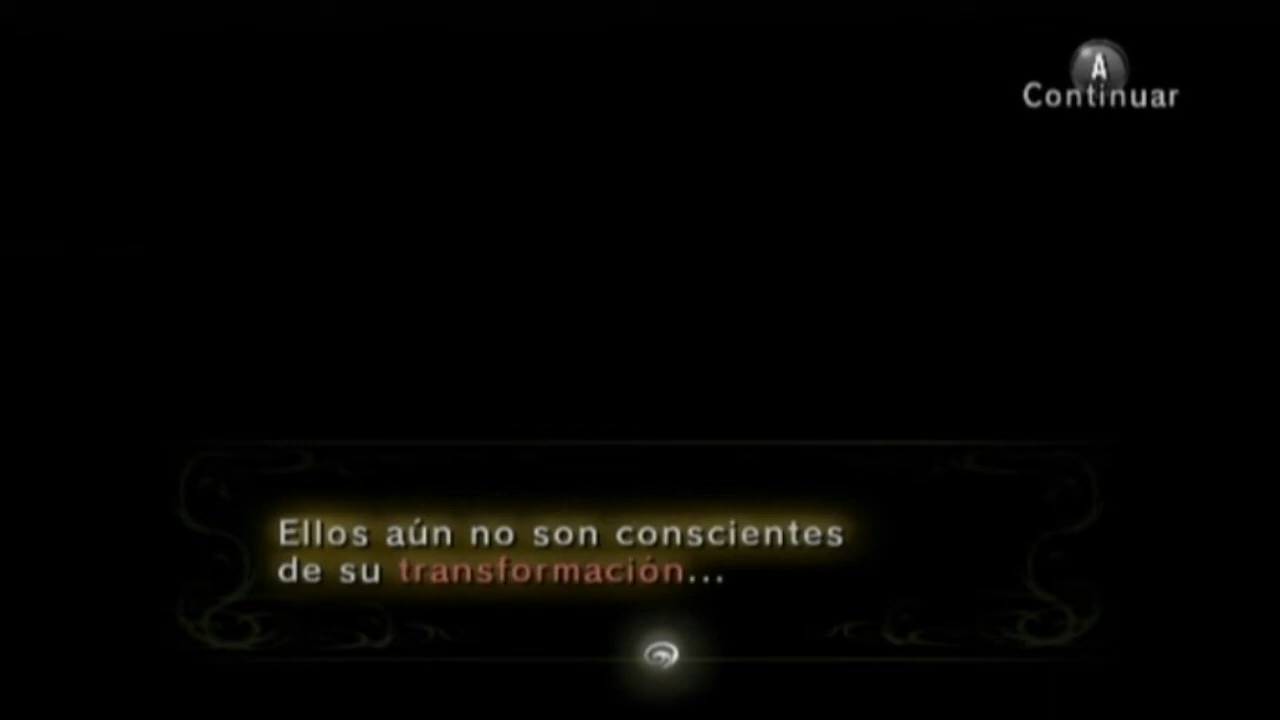 A
Continuar
Ellos aún no son conscientes
de su transformación...